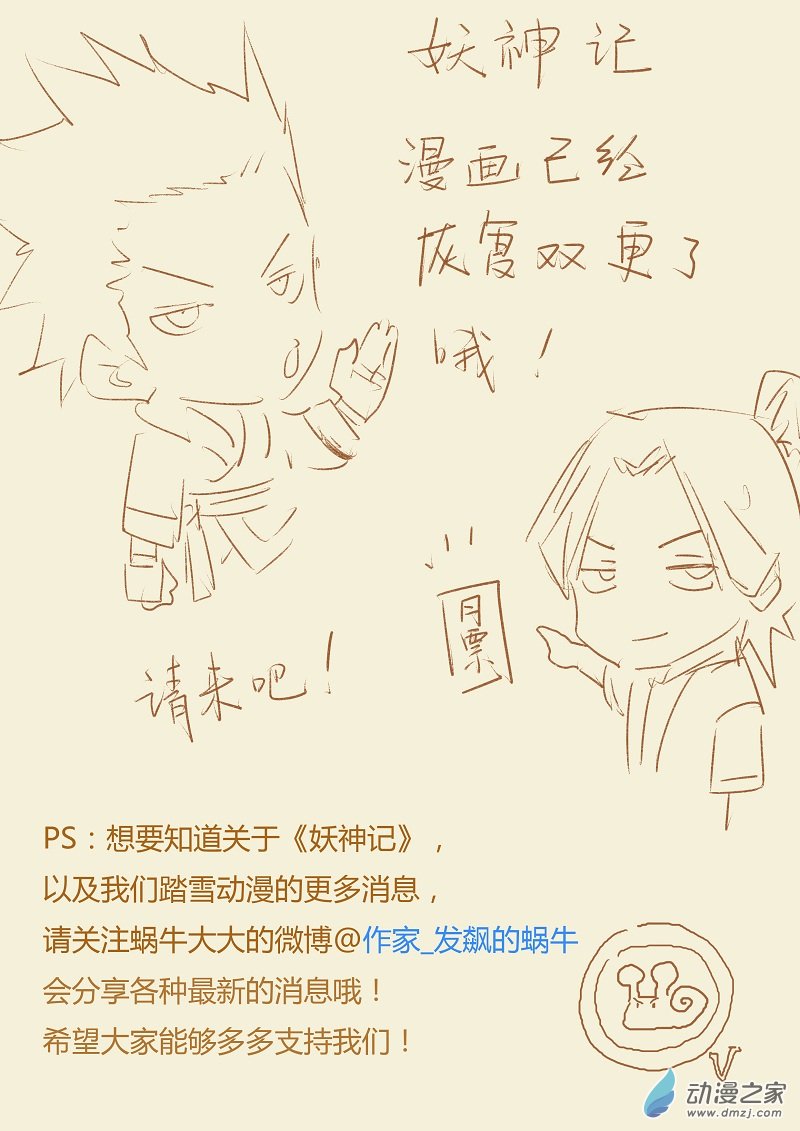 妖神记
漫画已经
恢复双更了
哦！
月票
请来吧！
PS：想要知道关于《妖神记》，
以及我们踏雪动漫的更多消息，
请关注蜗牛大大的微博@作家_发飙的蜗牛
会分享各种最新的消息哦！
希望大家能够多多支持我们！
V
动漫之家
www.dmzj.com